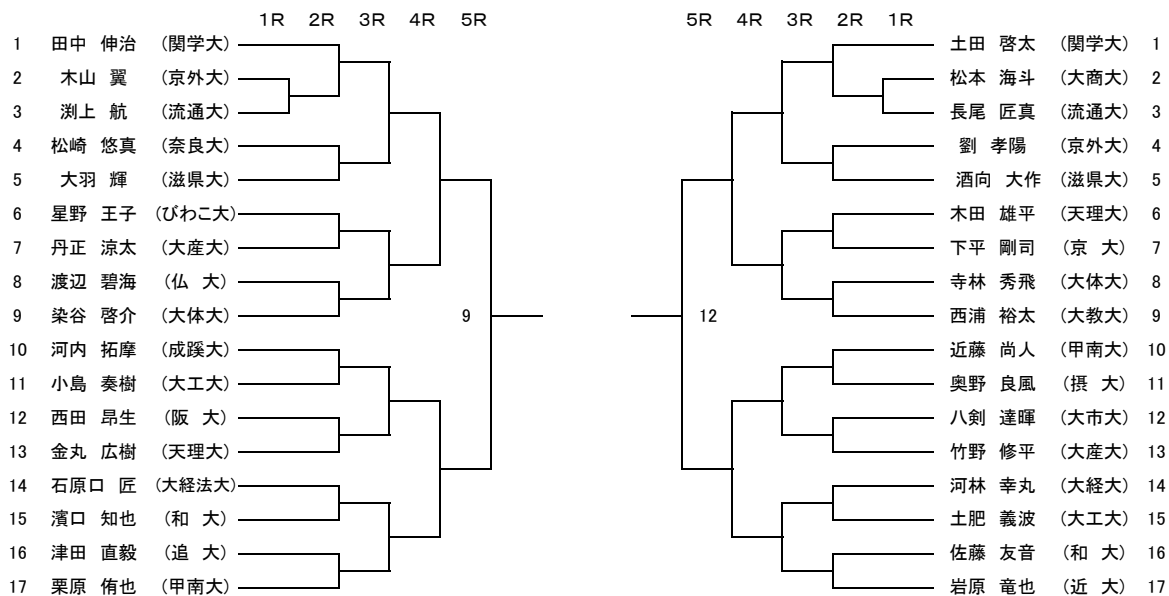 1R 2R 3R 4R 5R
1 田中 伸治 (関学大)
2 木山 翼 (京外大)
3 渕上 航 (流通大)
4 松崎 悠真 (奈良大)
5 大羽 輝 (滋県大)
6 星野 王子 (びわこ大)
7 丹正 涼太 (大産大)
8 渡辺 碧海 (仏 大)
9 染谷 啓介 (大体大)
9
10 河内 拓摩 (成蹊大)
11 小島 奏樹 (大工大)
12 西田 昂生 (阪 大)
13 金丸 広樹 (天理大)
14 石原口 匠 (大経法大)
15 濱口 知也 (和 大)
16 津田 直毅 (追 大)
17 栗原 侑也 (甲南大)
5R 4R 3R 2R 1R
土田 啓太 (関学大) 1
松本 海斗 (大商大) 2
長尾 匠真 (流通大) 3
劉 孝陽 (京外大) 4
酒向 大作 (滋県大) 5
木田 雄平 (天理大) 6
下平 剛司 (京 大) 7
寺林 秀飛 (大体大) 8
12
西浦 裕太 (大教大) 9
近藤 尚人 (甲南大) 10
奥野 良風 (摂 大) 11
八剣 達暉 (大市大) 12
竹野 修平 (大産大) 13
河林 幸丸 (大経大) 14
土肥 義波 (大工大) 15
佐藤 友音 (和 大) 16
岩原 竜也 (近 大) 17